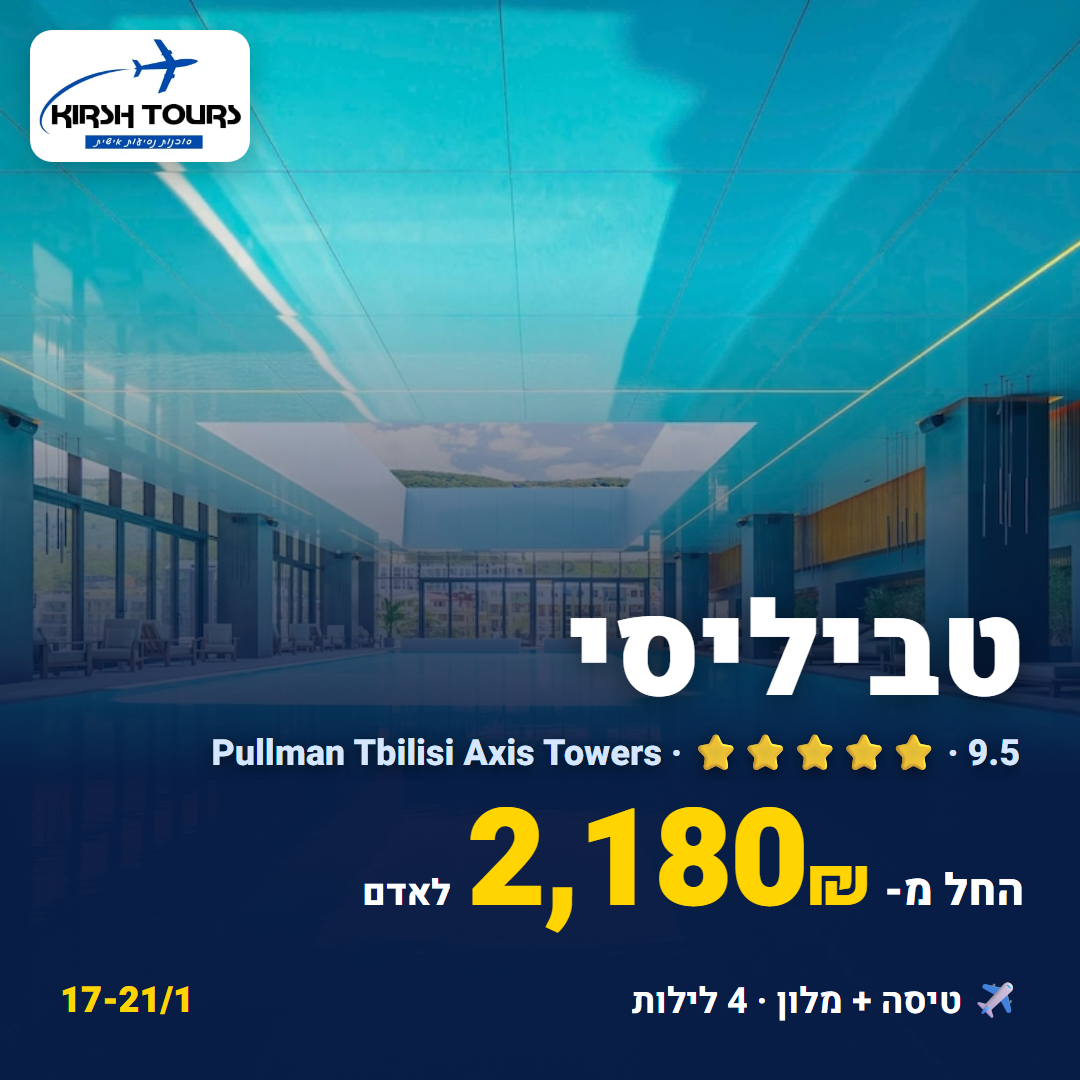 KIRSH TOURS
סוכנות נסיעות אישית
טביליסי
Pullman Tbilisi Axis Towers · ⭐⭐⭐⭐⭐ · 9.5
החל מ- ₪2,180 לאדם
✈️ טיסה + מלון · 4 לילות
17-21/1